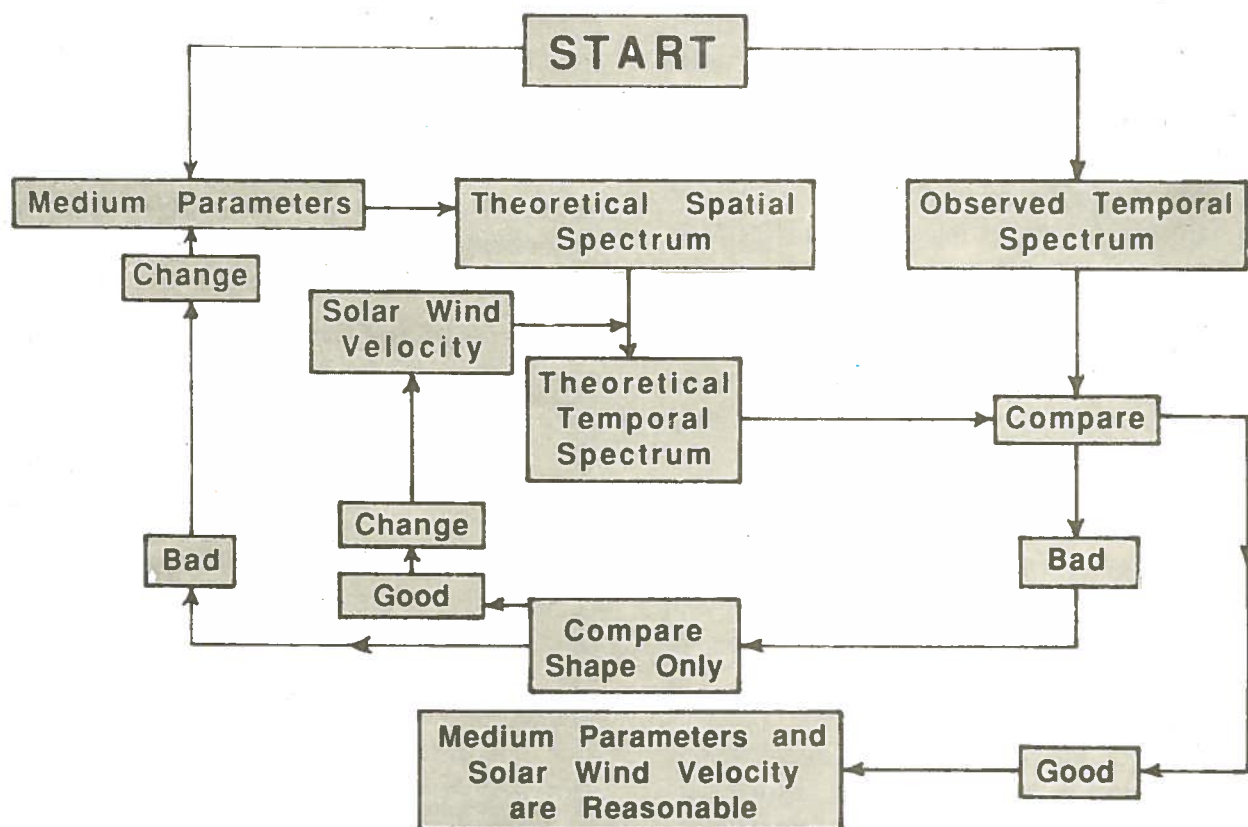 START
Medium Parameters
Theoretical Spatial
Spectrum
Observed Temporal
Spectrum
Change
Solar Wind
Velocity
Theoretical
Temporal
Spectrum
Compare
Change
Bad
Good
Bad
Compare
Shape Only
Medium Parameters and
Solar Wind Velocity
are Reasonable
Good